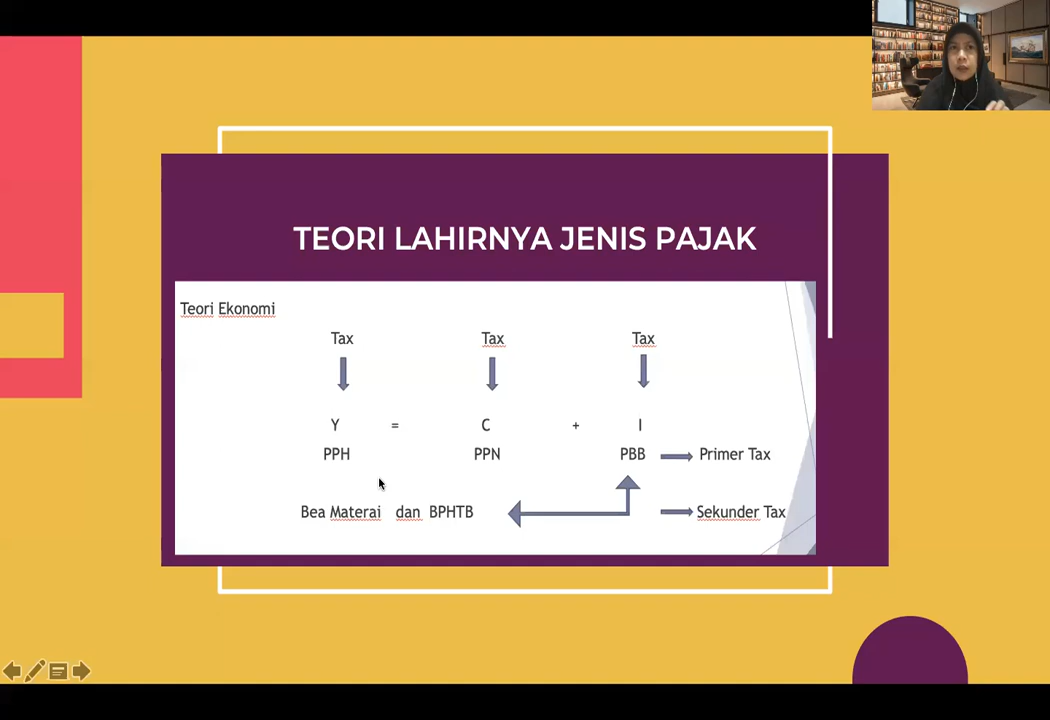 TEORI LAHIRNYA JENIS PAJAK
Teori Ekonomi
Tax Tax Tax
Y = C + I
PPH PPN PBB Primer Tax
Bea Materai dan BPHTB Sekunder Tax